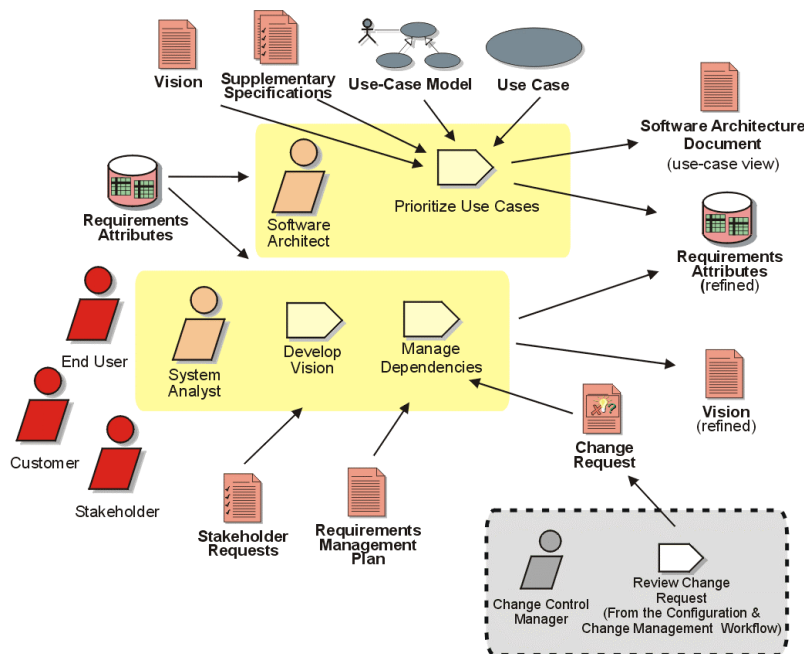 Vision
Supplementary
Specifications
Use-Case Model
Use Case
Software Architecture
Document
(use-case view)
Requirements
Attributes
Software
Architect
Prioritize Use Cases
Requirements
Attributes
(refined)
End User
System
Analyst
Develop
Vision
Manage
Dependencies
Vision
(refined)
Customer
Stakeholder
Change
Request
Stakeholder
Requests
Requirements
Management
Plan
Change Control
Manager
Review Change
Request
(From the Configuration &
Change Management Workflow)